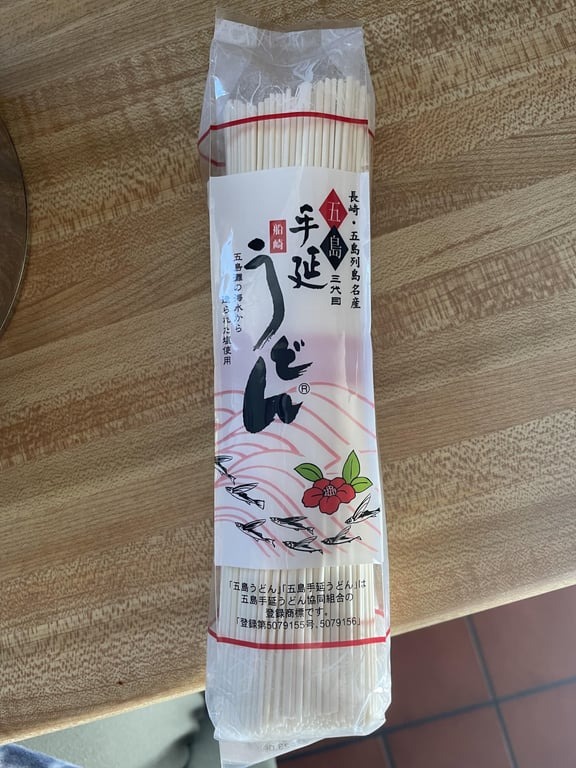 長崎・五島列島名産
五島
三代目
手延
うどん®
船崎
五島灘の海水から
造られた塩使用
「五島うどん」「五島手延うどん」は
五島手延うどん協同組合の
登録商標です。
「登録第5079155号、5079156」